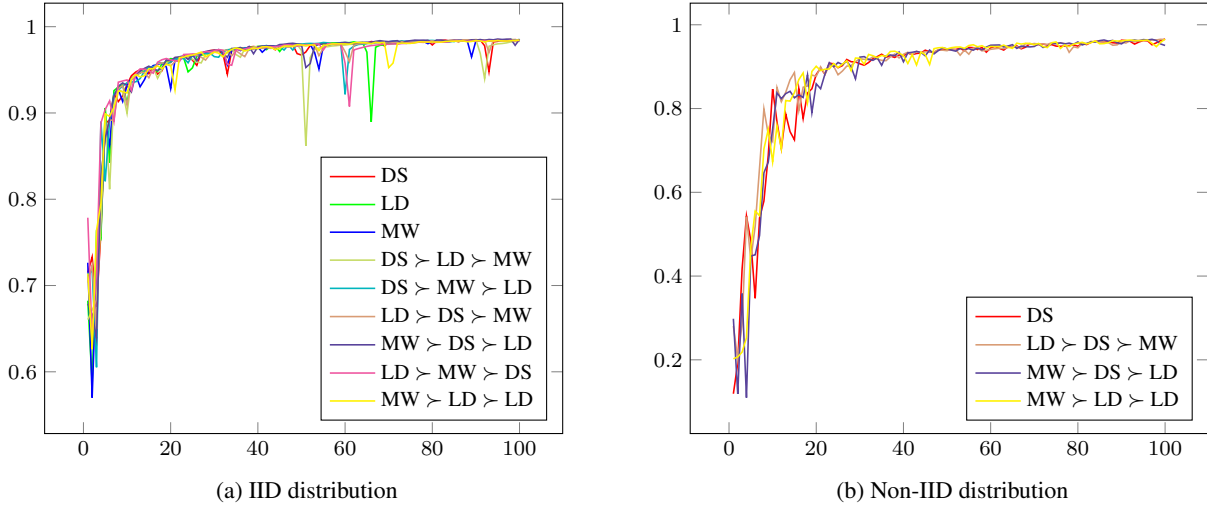 1
0.9
0.8
0.7
0.6
0 20 40 60 80 100
DS
LD
MW
DS ≻ LD ≻ MW
DS ≻ MW ≻ LD
LD ≻ DS ≻ MW
MW ≻ DS ≻ LD
LD ≻ MW ≻ DS
MW ≻ LD ≻ LD
(a) IID distribution
1
0.8
0.6
0.4
0.2
0 20 40 60 80 100
DS
LD ≻ DS ≻ MW
MW ≻ DS ≻ LD
MW ≻ LD ≻ LD
(b) Non-IID distribution